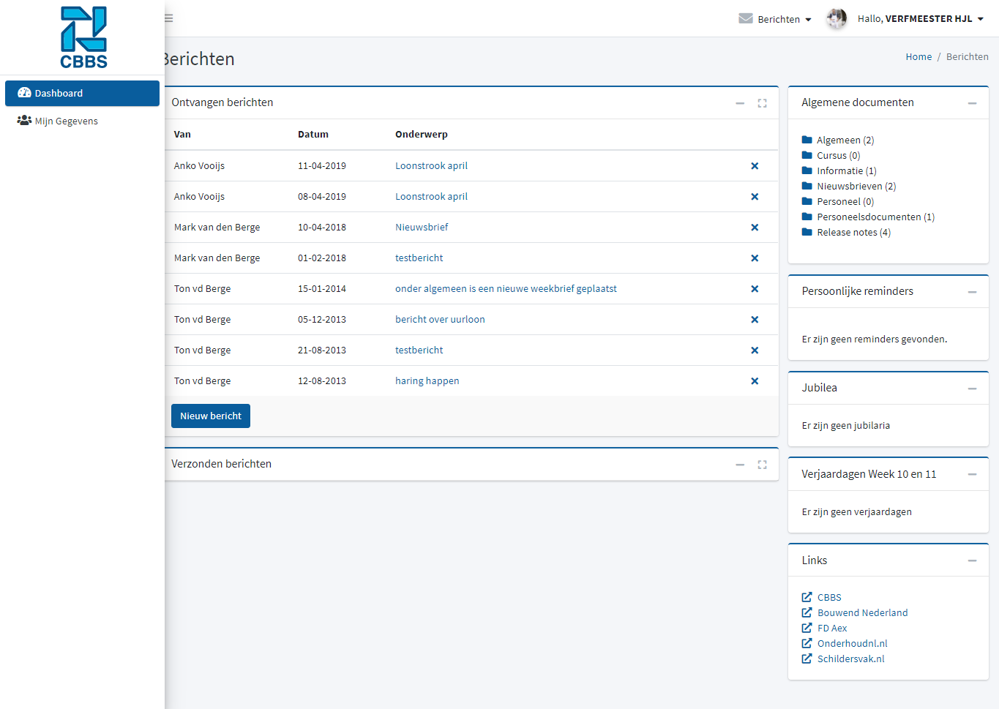 CBBS
Dashboard
Mijn Gegevens
Berichten
Hallo, VERFMEESTER HJL
Berichten
Home / Berichten
Ontvangen berichten
Van Datum Onderwerp
Anko Vooijs 11-04-2019 Loonstrook april
Anko Vooijs 08-04-2019 Loonstrook april
Mark van den Berge 10-04-2018 Nieuwsbrief
Mark van den Berge 01-02-2018 testbericht
Ton vd Berge 15-01-2014 onder algemeen is een nieuwe weekbrief geplaatst
Ton vd Berge 05-12-2013 bericht over uurloon
Ton vd Berge 21-08-2013 testbericht
Ton vd Berge 12-08-2013 haring happen
Nieuw bericht
Verzonden berichten
Algemene documenten
Algemeen (2)
Cursus (0)
Informatie (1)
Nieuwsbrieven (2)
Personeel (0)
Personeelsdocumenten (1)
Release notes (4)
Persoonlijke reminders
Er zijn geen reminders gevonden.
Jubilea
Er zijn geen jubilaria
Verjaardagen Week 10 en 11
Er zijn geen verjaardagen
Links
CBBS
Bouwend Nederland
FD Aex
Onderhoudnl.nl
Schildersvak.nl